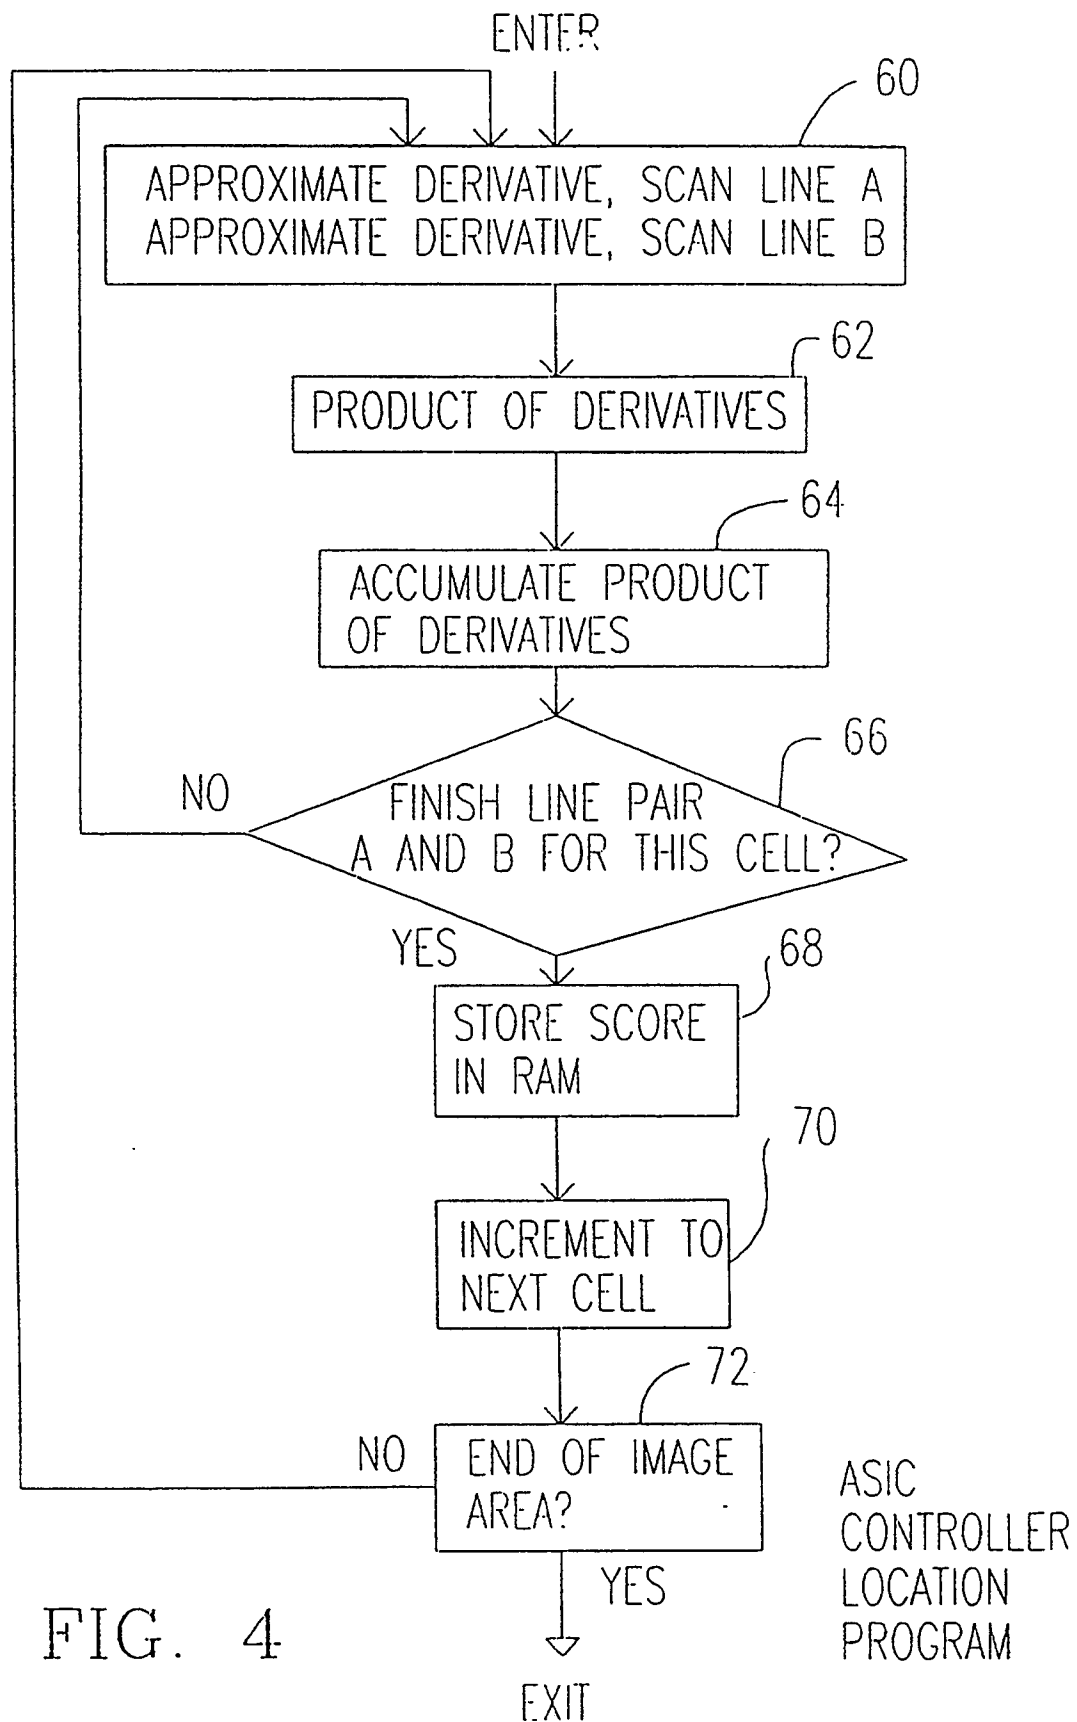 ENTER
60
APPROXIMATE DERIVATIVE, SCAN LINE A
APPROXIMATE DERIVATIVE, SCAN LINE B
62
PRODUCT OF DERIVATIVES
64
ACCUMULATE PRODUCT
OF DERIVATIVES
66
NO
FINISH LINE PAIR
A AND B FOR THIS CELL?
YES
68
STORE SCORE
IN RAM
70
INCREMENT TO
NEXT CELL
72
NO
END OF IMAGE
AREA?
YES
EXIT
ASIC
CONTROLLER
LOCATION
PROGRAM
FIG. 4